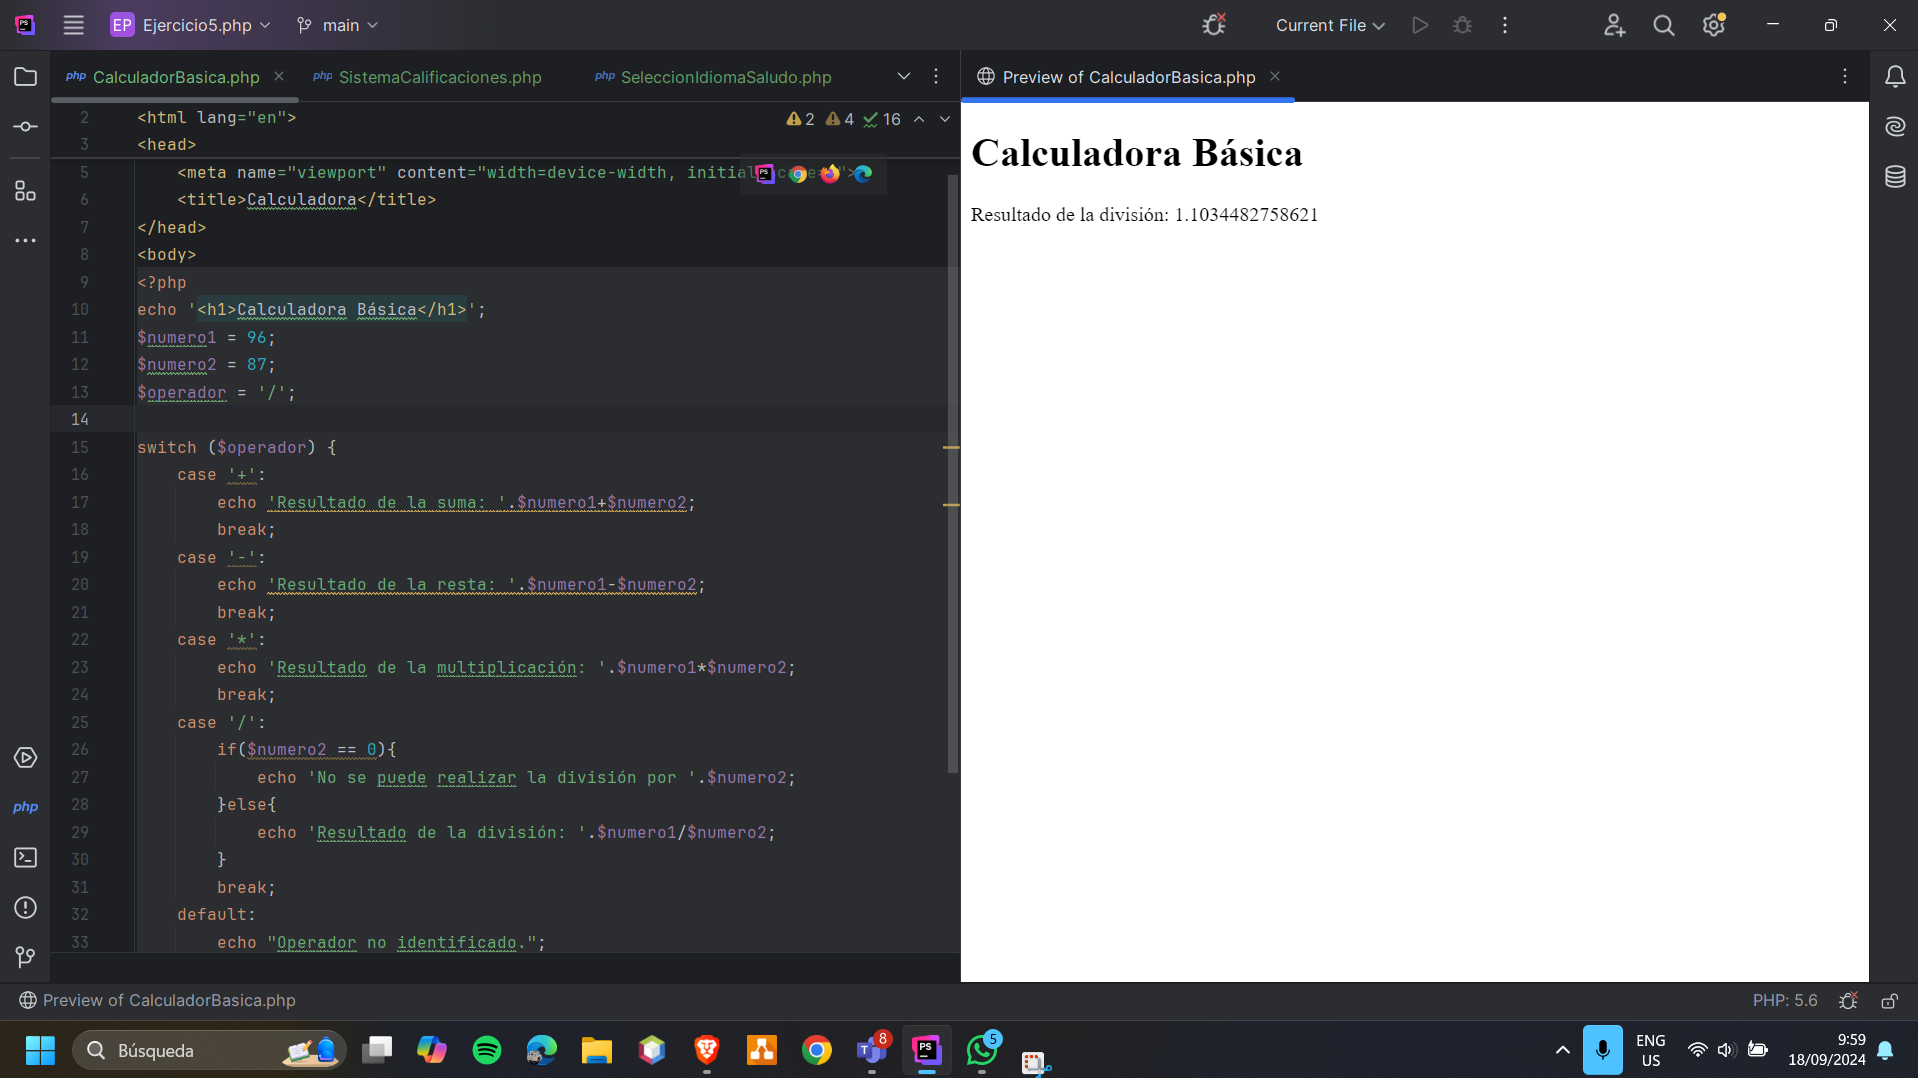 PS
EP Ejercicio5.php main Current File
php CalculadorBasica.php
php SistemaCalificaciones.php
php SeleccionIdiomaSaludo.php
Preview of CalculadorBasica.php
2 <html lang="en">
2 4 16
3 <head>
5 <meta name="viewport" content="width=device-width, initial
6 <title>Calculadora</title>
7 </head>
8 <body>
9 <?php
10 echo '<h1>Calculadora Básica</h1>';
11 $numero1 = 96;
12 $numero2 = 87;
13 $operador = '/';
14
15 switch ($operador) {
16 case '+':
17 echo 'Resultado de la suma: '.$numero1+$numero2;
18 break;
19 case '-':
20 echo 'Resultado de la resta: '.$numero1-$numero2;
21 break;
22 case '*':
23 echo 'Resultado de la multiplicación: '.$numero1*$numero2;
24 break;
25 case '/':
26 if($numero2 == 0){
27 echo 'No se puede realizar la división por '.$numero2;
28 }else{
29 echo 'Resultado de la división: '.$numero1/$numero2;
30 }
31 break;
32 default:
33 echo "Operador no identificado.";
Calculadora Básica
Resultado de la división: 1.1034482758621
php
Preview of CalculadorBasica.php
PHP: 5.6
Búsqueda
8
PS
5
ENG
US
9:59
18/09/2024